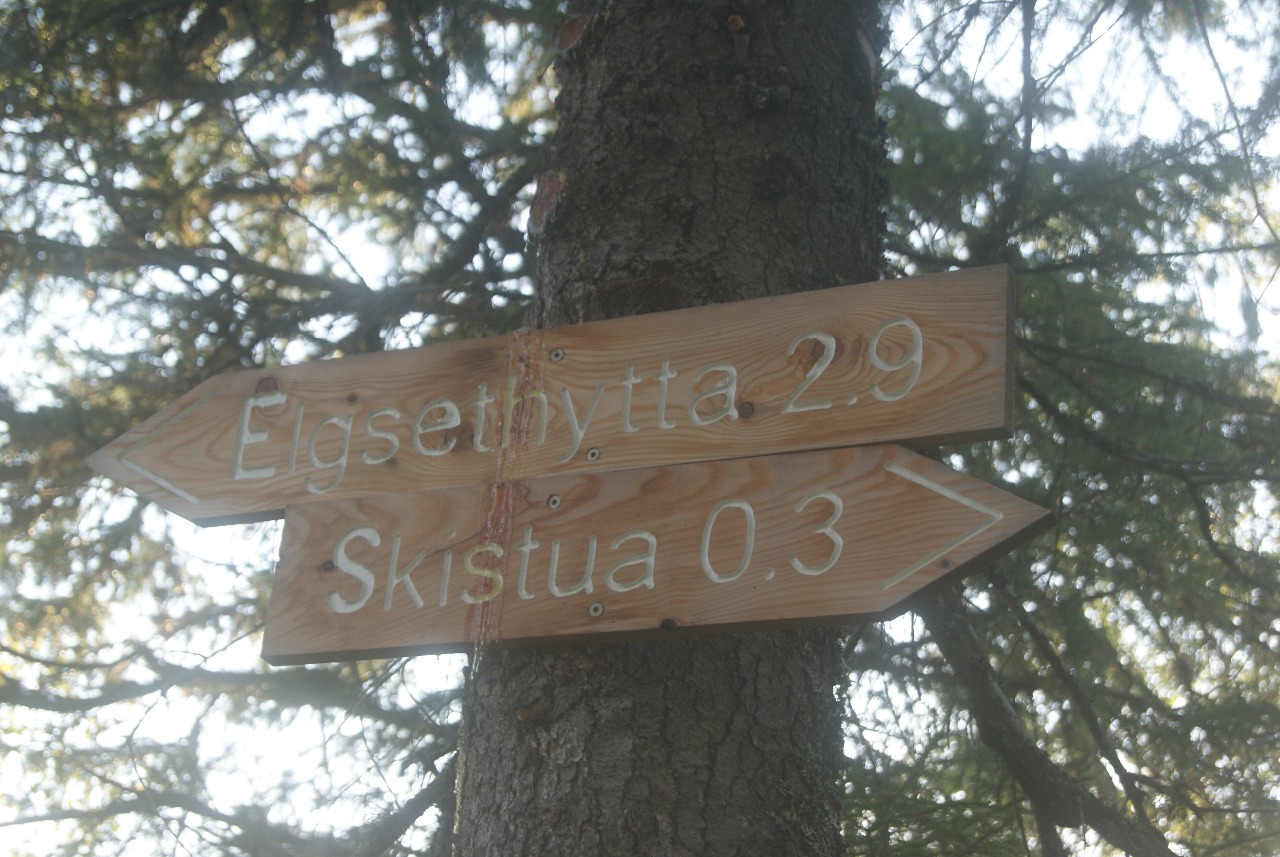 Elgsethytta 2.9
Skistua 0.3